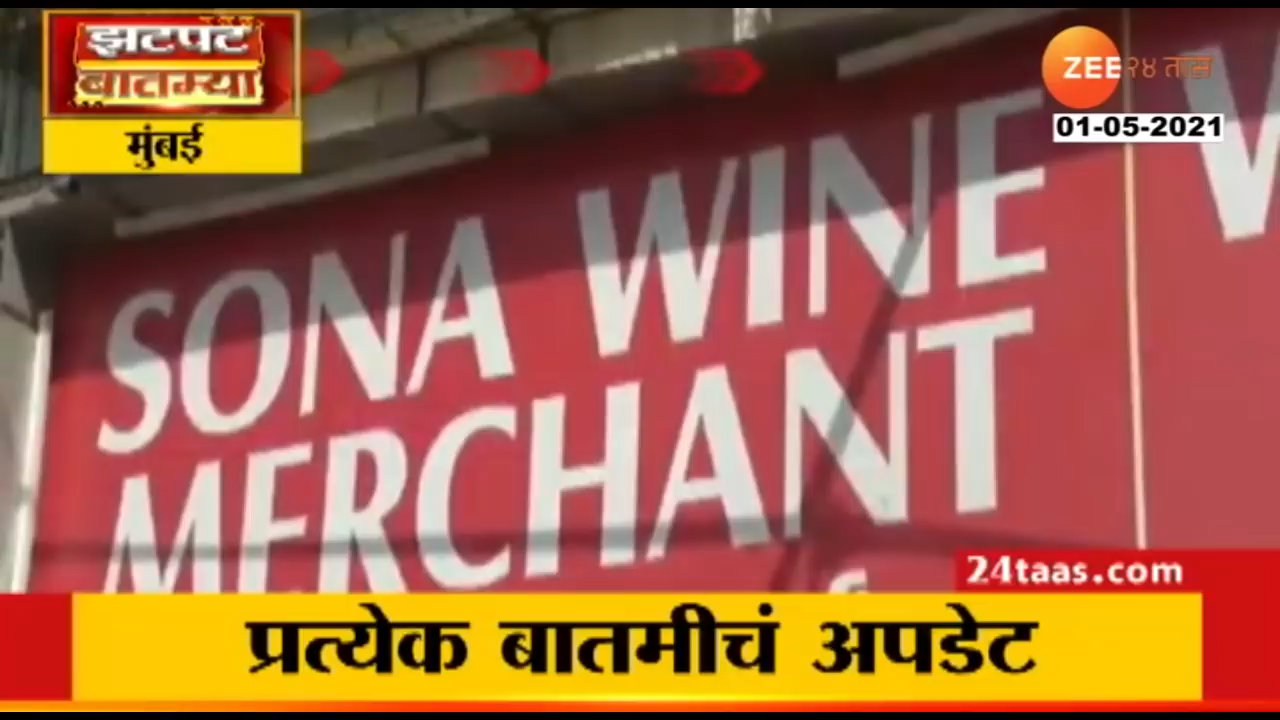 झटपट
बातम्या
मुंबई
ZEE २४ तास
01-05-2021
SONA WINE
MERCHANT
24taas.com
प्रत्येक बातमीचं अपडेट